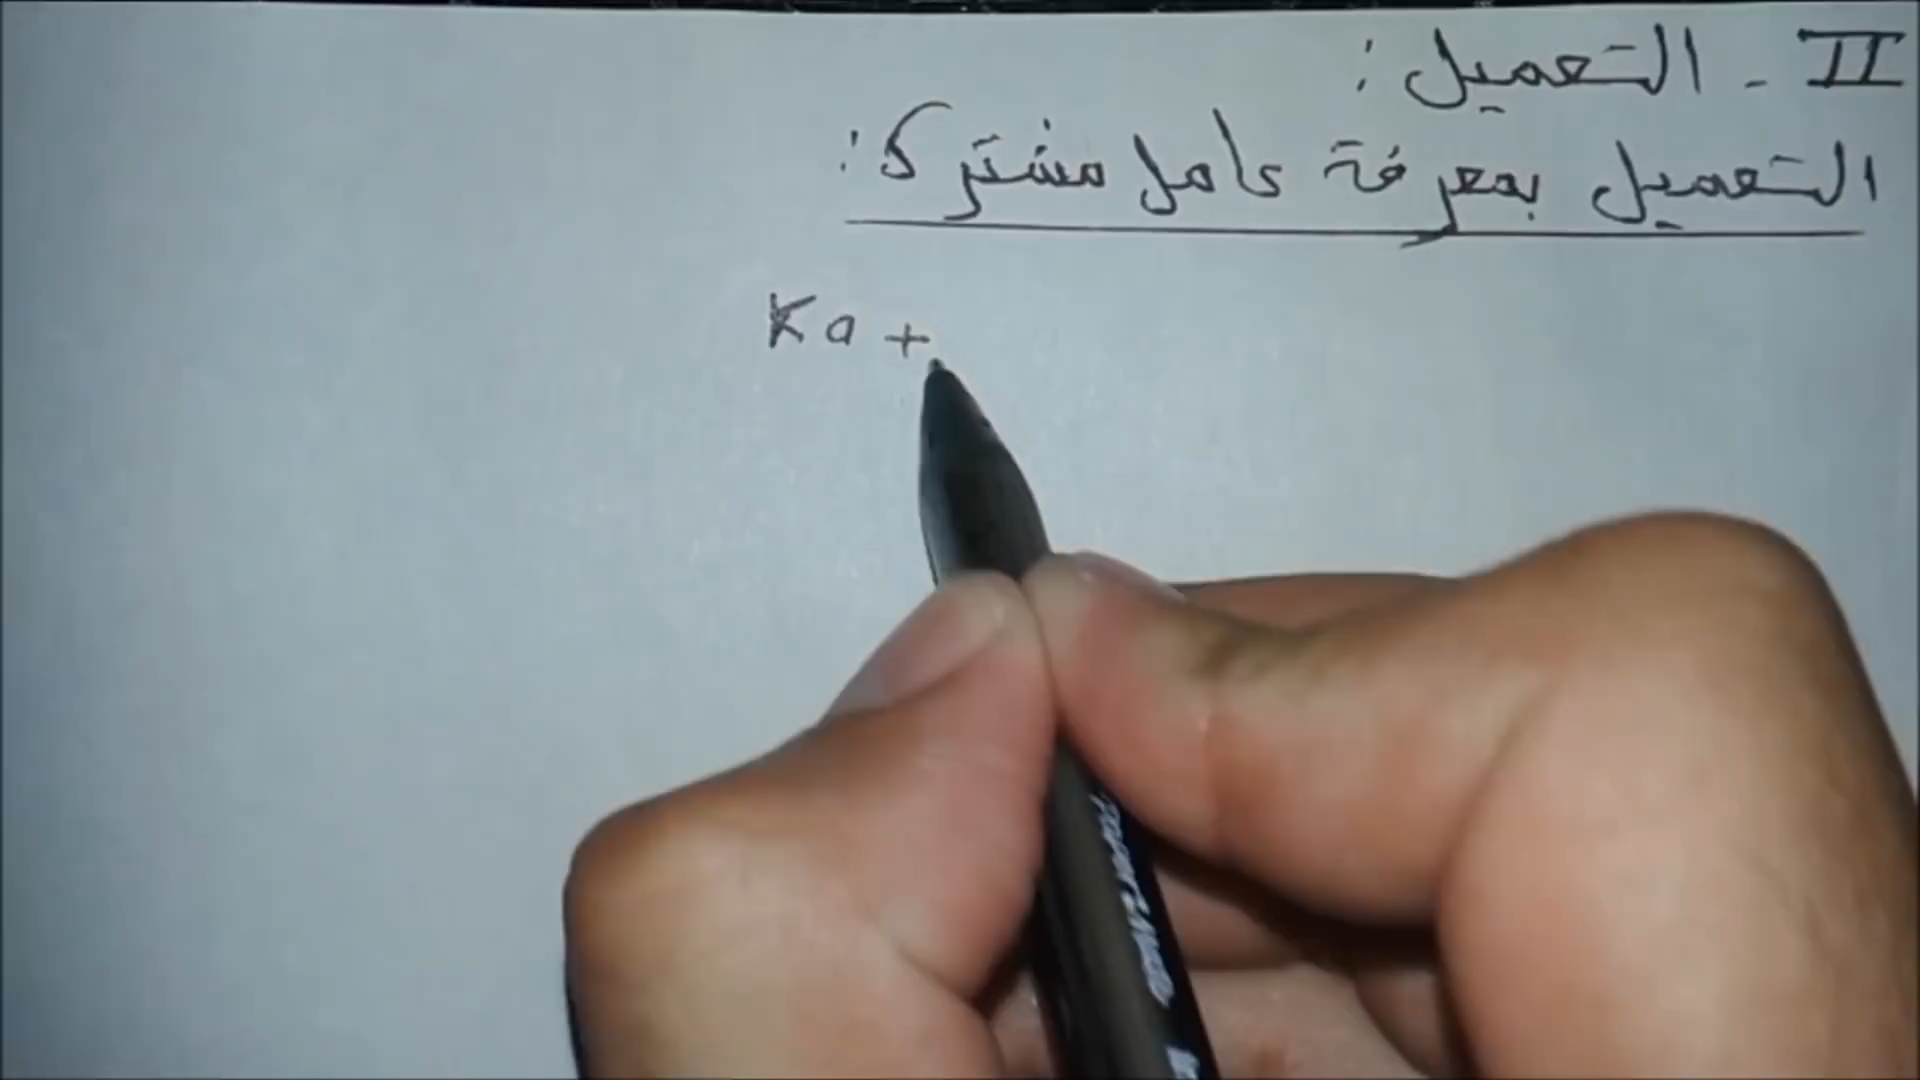 II - التعميل :
التعميل بمعرفة عامل مشترك :
Ka +